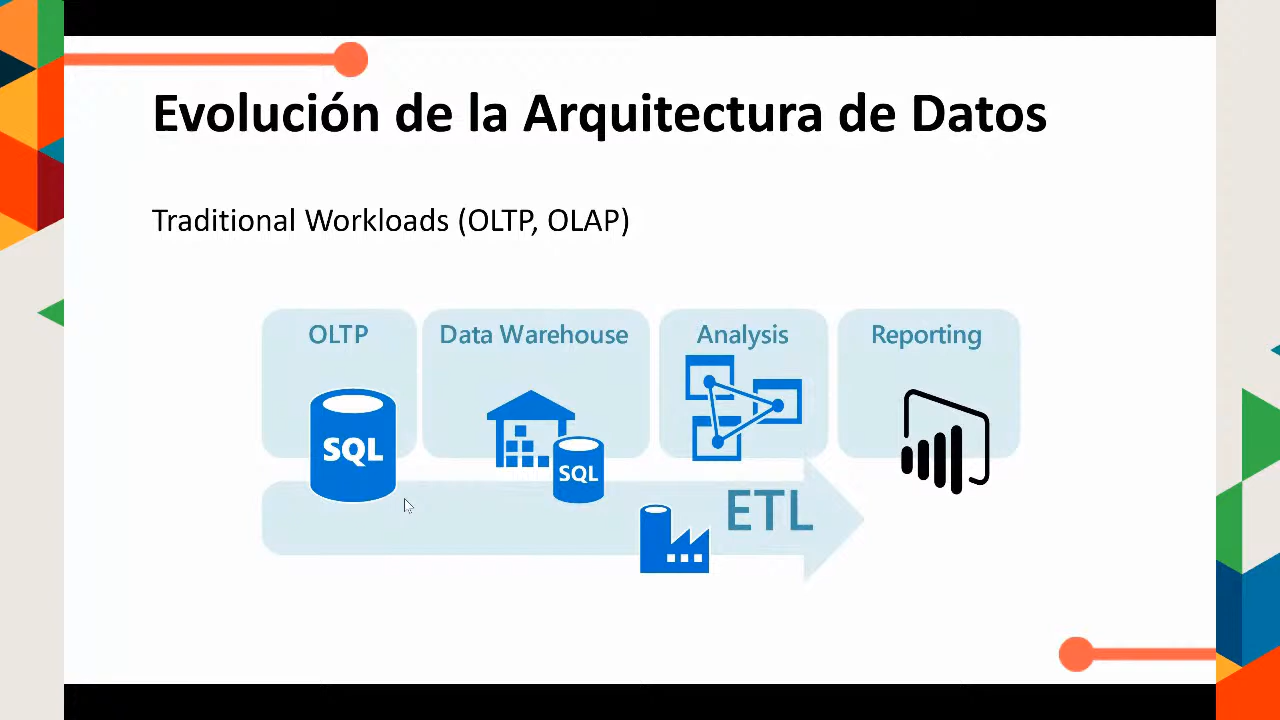 Evolución de la Arquitectura de Datos
Traditional Workloads (OLTP, OLAP)
OLTP
Data Warehouse
Analysis
Reporting
SQL
SQL
ETL